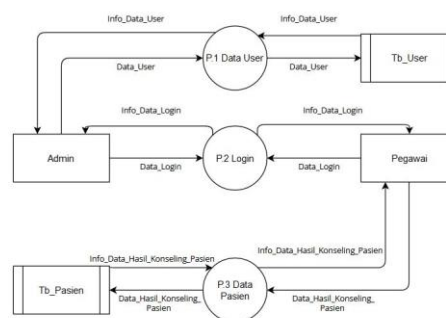 Info_Data_User
Info_Data_User
P.1 Data User
Tb_User
Data_User
Data_User
Info_Data_Login
Info_Data_Login
Admin
P.2 Login
Pegawai
Data_Login
Data_Login
Info_Data_Hasil_Konseling_Pasien
Info_Data_Hasil_Konseling_Pasien
Tb_Pasien
P.3 Data
Pasien
Data_Hasil_Konseling_
Pasien
Data_Hasil_Konseling_
Pasien